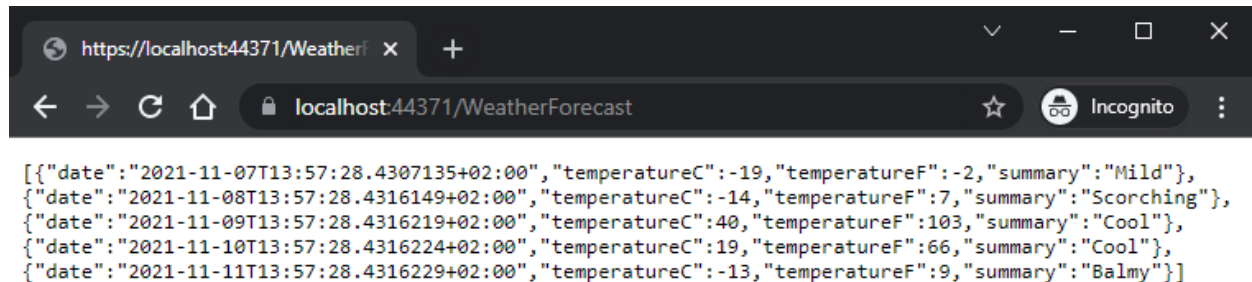 https://localhost:44371/WeatherF
localhost:44371/WeatherForecast
Incognito
[{"date":"2021-11-07T13:57:28.4307135+02:00","temperatureC":-19,"temperatureF":-2,"summary":"Mild"},
{"date":"2021-11-08T13:57:28.4316149+02:00","temperatureC":-14,"temperatureF":7,"summary":"Scorching"},
{"date":"2021-11-09T13:57:28.4316219+02:00","temperatureC":40,"temperatureF":103,"summary":"Cool"},
{"date":"2021-11-10T13:57:28.4316224+02:00","temperatureC":19,"temperatureF":66,"summary":"Cool"},
{"date":"2021-11-11T13:57:28.4316229+02:00","temperatureC":-13,"temperatureF":9,"summary":"Balmy"}]